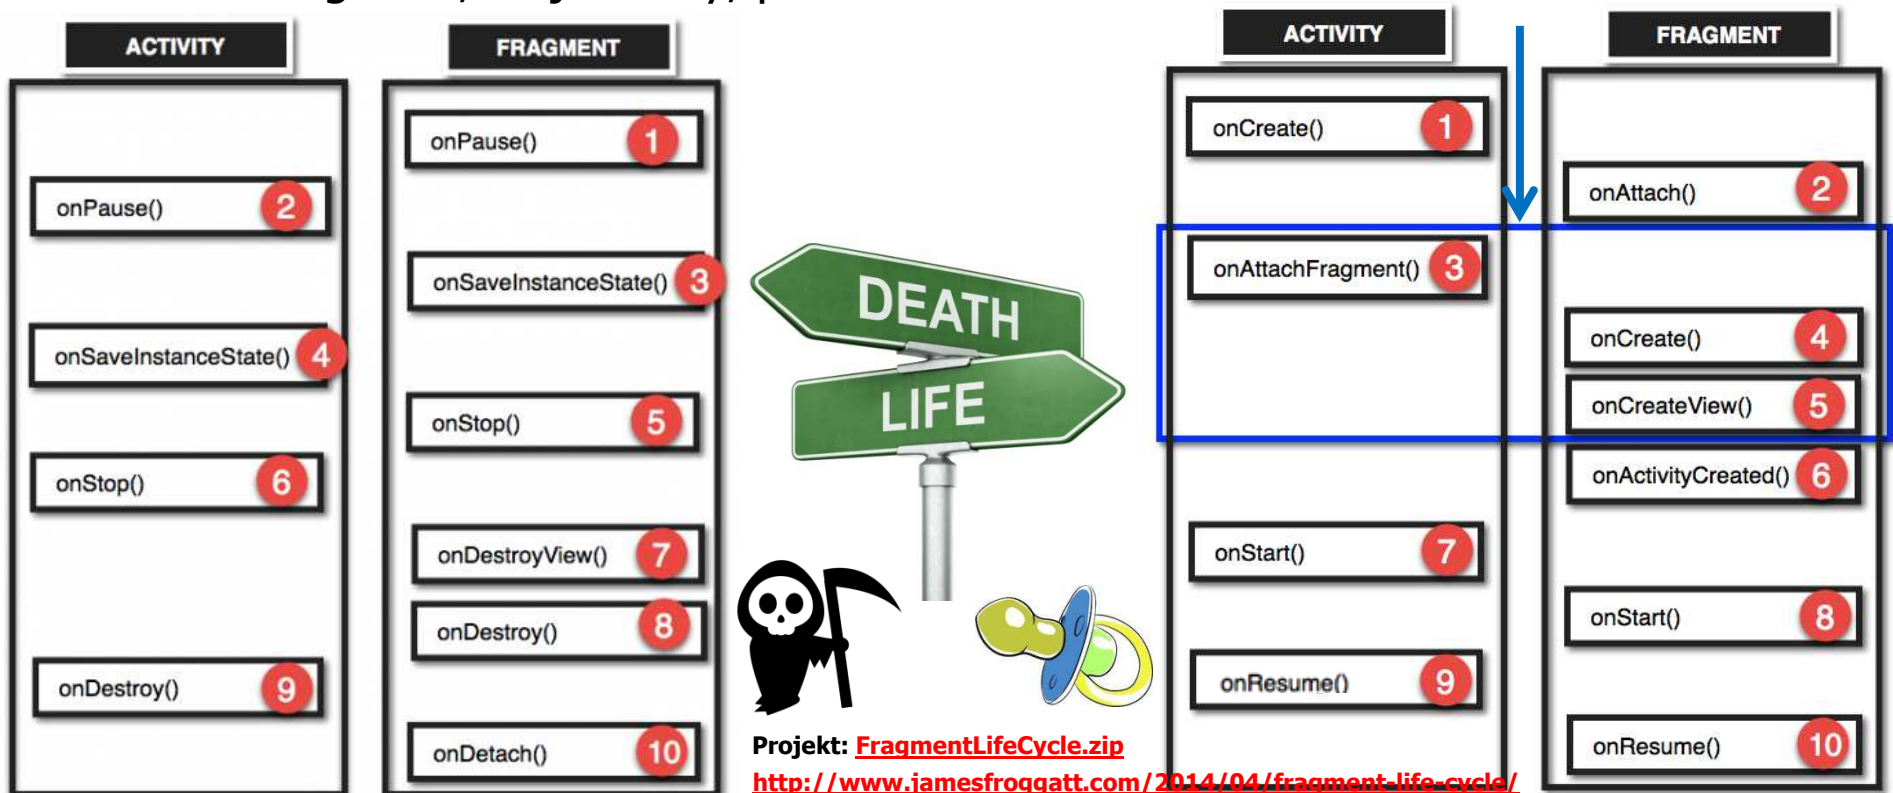 ACTIVITY
FRAGMENT
onPause() 1
onPause() 2
onSaveInstanceState() 3
onSaveInstanceState() 4
onStop() 5
onStop() 6
onDestroyView() 7
onDestroy() 8
onDestroy() 9
onDetach() 10
DEATH
LIFE
Projekt: FragmentLifeCycle.zip
http://www.jamesfroggatt.com/2014/04/fragment-life-cycle/
ACTIVITY
FRAGMENT
onCreate() 1
onAttach() 2
onAttachFragment() 3
onCreate() 4
onCreateView() 5
onActivityCreated() 6
onStart() 7
onStart() 8
onResume() 9
onResume() 10